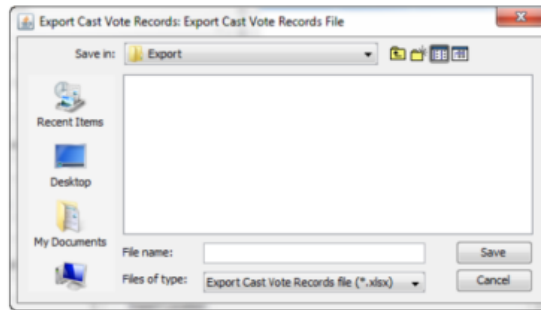 Export Cast Vote Records: Export Cast Vote Records File
Save in: Export
Recent Items
Desktop
My Documents
File name: Save
Files of type: Export Cast Vote Records file (*.xlsx) Cancel